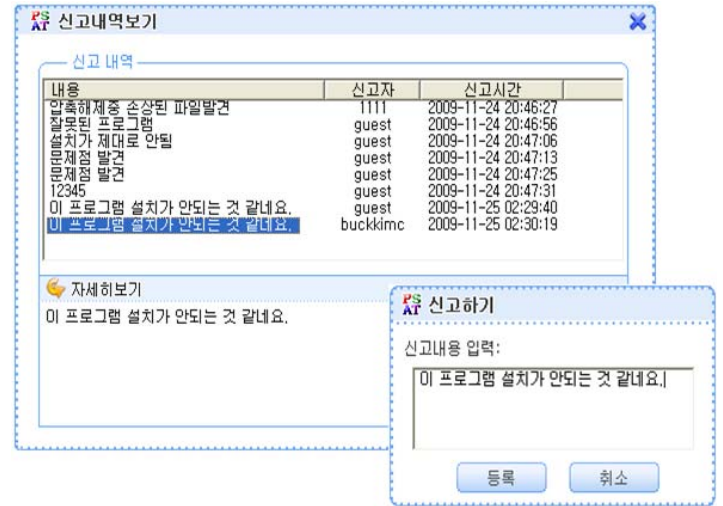 PS AT 신고내역보기
신고 내역
내용 신고자 신고시간
압축해제중 손상된 파일발견 1111 2009-11-24 20:46:27
잘못된 프로그램 guest 2009-11-24 20:46:56
설치가 제대로 안됨 guest 2009-11-24 20:47:06
문제점 발견 guest 2009-11-24 20:47:13
문제점 발견 guest 2009-11-24 20:47:25
12345 guest 2009-11-24 20:47:31
이 프로그램 설치가 안되는 것 같네요. guest 2009-11-25 02:29:40
이 프로그램 설치가 안되는 것 같네요. buckkimc 2009-11-25 02:30:19
자세히보기
이 프로그램 설치가 안되는 것 같네요.
PS AT 신고하기
신고내용 입력:
이 프로그램 설치가 안되는 것 같네요.
등록 취소